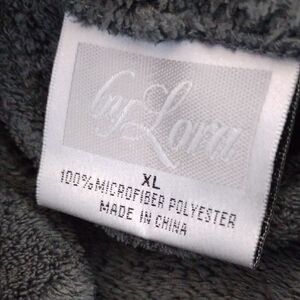 by Lora
XL
100% MICROFIBER POLYESTER
MADE IN CHINA